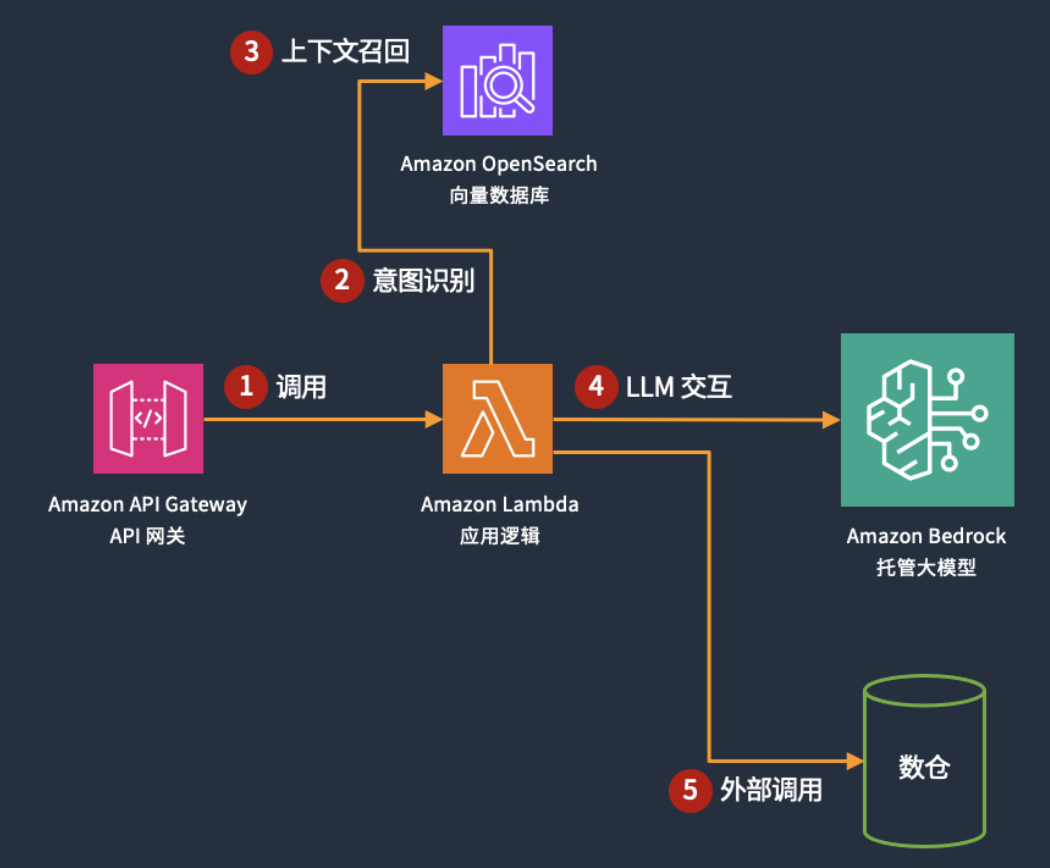 3 上下文召回
Amazon OpenSearch
向量数据库
2 意图识别
1 调用
4 LLM 交互
</>
Amazon API Gateway
API 网关
Amazon Lambda
应用逻辑
Amazon Bedrock
托管大模型
数仓
5 外部调用